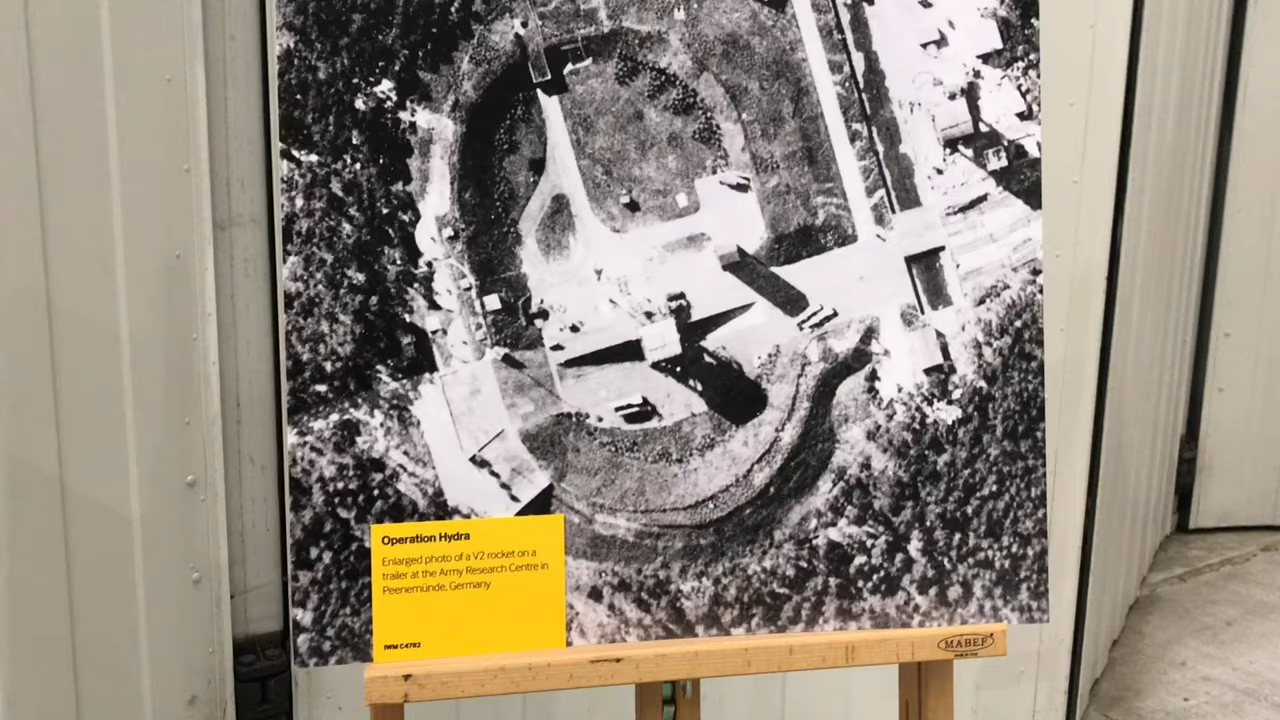 Operation Hydra
Enlarged photo of a V2 rocket on a
trailer at the Army Research Centre in
Peenemünde, Germany
IWM C4782
MABEF